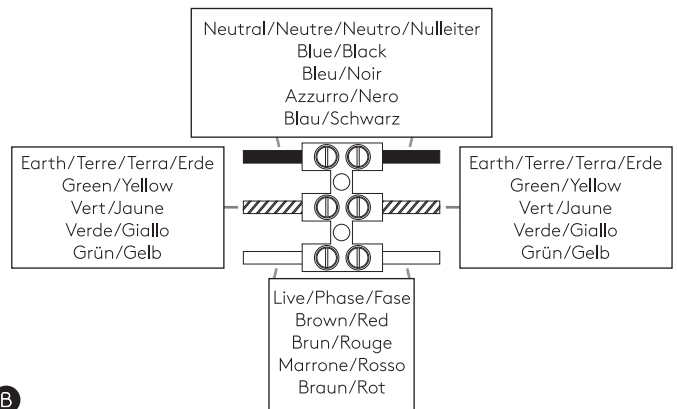 Neutral/Neutre/Neutro/Nulleiter
Blue/Black
Bleu/Noir
Azzurro/Nero
Blau/Schwarz
Earth/Terre/Terra/Erde
Green/Yellow
Vert/Jaune
Verde/Giallo
Grün/Gelb
Earth/Terre/Terra/Erde
Green/Yellow
Vert/Jaune
Verde/Giallo
Grün/Gelb
Live/Phase/Fase
Brown/Red
Brun/Rouge
Marrone/Rosso
Braun/Rot
B